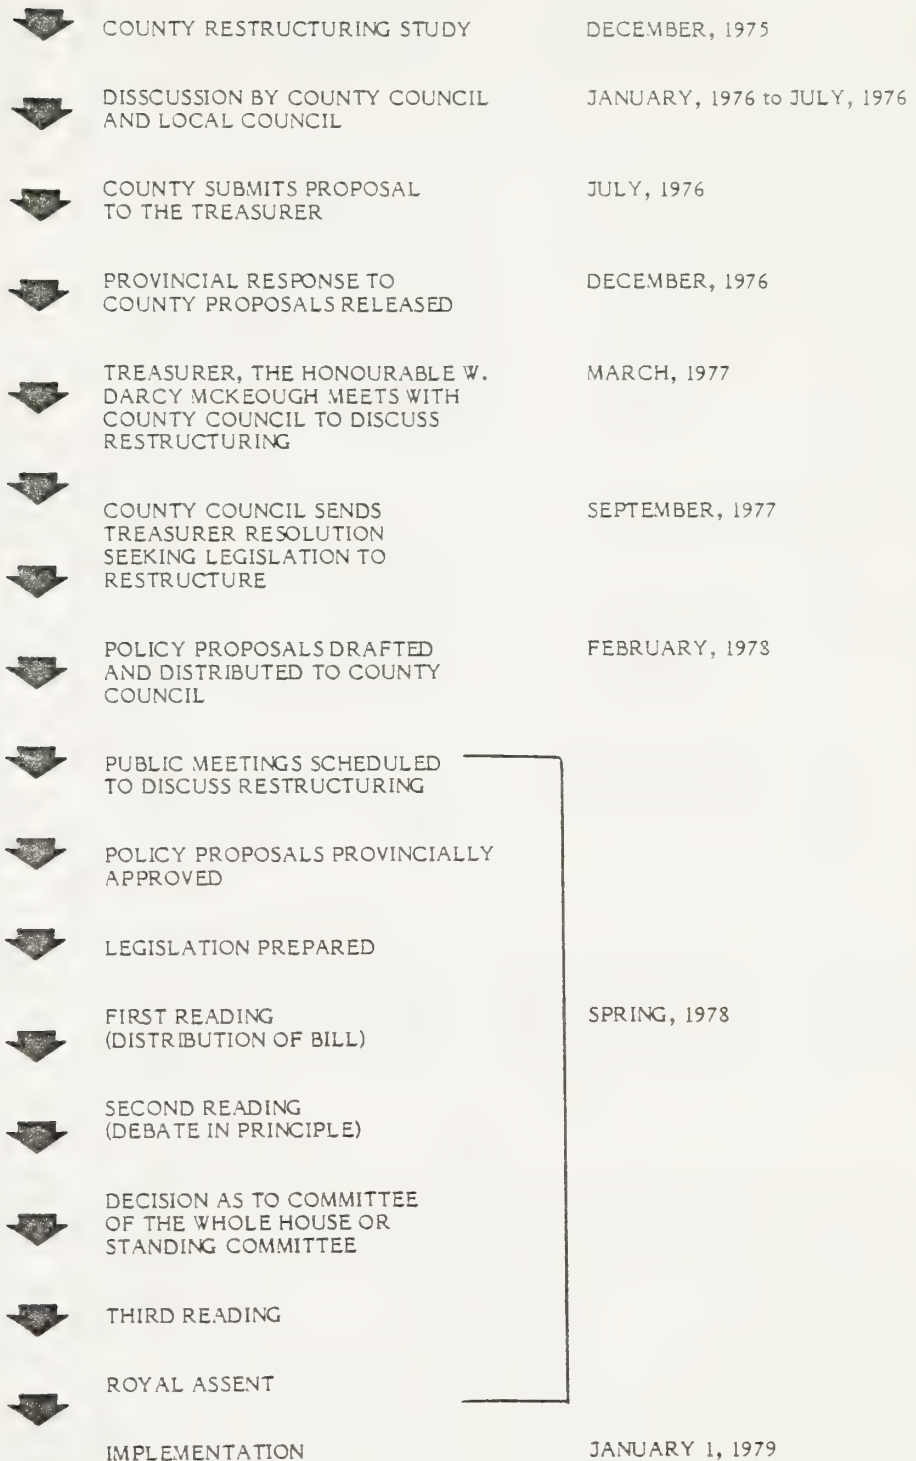 COUNTY RESTRUCTURING STUDY DECEMBER, 1975
DISSCUSSION BY COUNTY COUNCIL JANUARY, 1976 to JULY, 1976
AND LOCAL COUNCIL
COUNTY SUBMITS PROPOSAL JULY, 1976
TO THE TREASURER
PROVINCIAL RESPONSE TO DECEMBER, 1976
COUNTY PROPOSALS RELEASED
TREASURER, THE HONOURABLE W. MARCH, 1977
DARCY MCKEOUGH MEETS WITH
COUNTY COUNCIL TO DISCUSS
RESTRUCTURING
COUNTY COUNCIL SENDS SEPTEMBER, 1977
TREASURER RESOLUTION
SEEKING LEGISLATION TO
RESTRUCTURE
POLICY PROPOSALS DRAFTED FEBRUARY, 1978
AND DISTRIBUTED TO COUNTY
COUNCIL
PUBLIC MEETINGS SCHEDULED
TO DISCUSS RESTRUCTURING
POLICY PROPOSALS PROVINCIALLY
APPROVED
LEGISLATION PREPARED
FIRST READING SPRING, 1978
(DISTRIBUTION OF BILL)
SECOND READING
(DEBATE IN PRINCIPLE)
DECISION AS TO COMMITTEE
OF THE WHOLE HOUSE OR
STANDING COMMITTEE
THIRD READING
ROYAL ASSENT
IMPLEMENTATION JANUARY 1, 1979